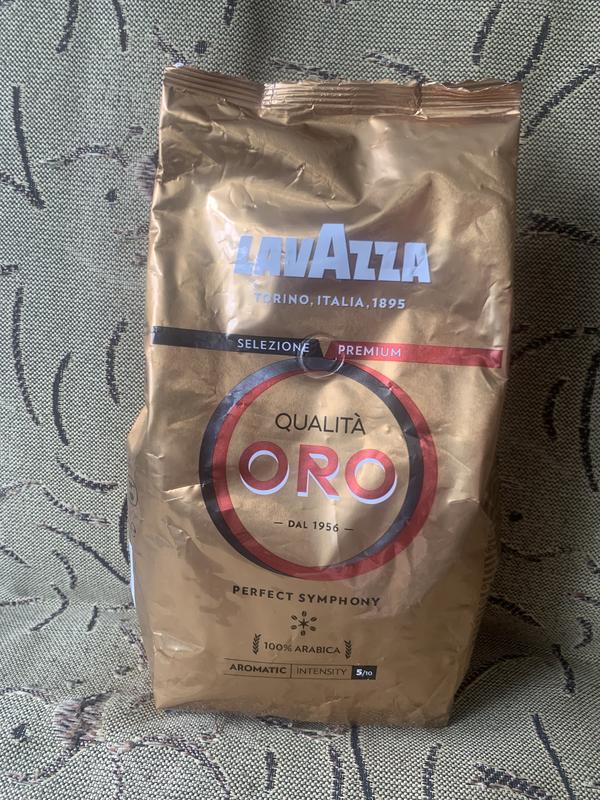 LAVAZZA
TORINO, ITALIA, 1895
SELEZIONE PREMIUM
QUALITÀ
ORO
— DAL 1956 —
PERFECT SYMPHONY
100% ARABICA
AROMATIC | INTENSITY 5/10